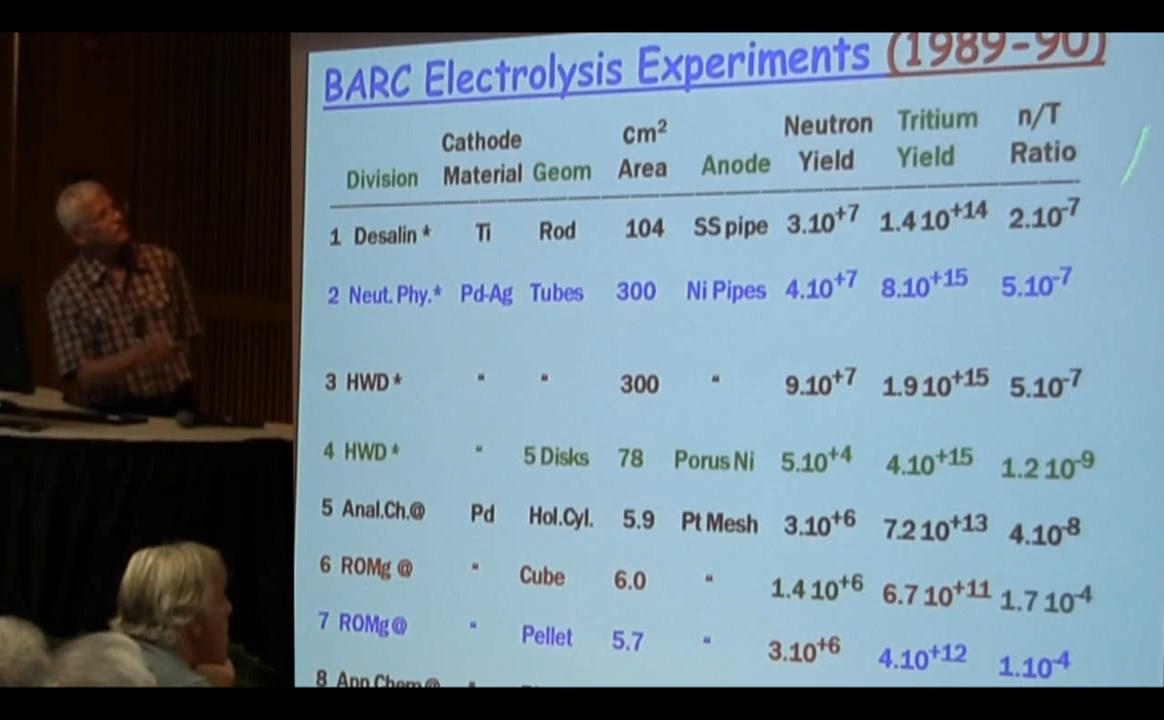 BARC Electrolysis Experiments (1989-90)
Division Cathode Material Geom Cm² Area Anode Neutron Yield Tritium Yield n/T Ratio
1 Desalin * Ti Rod 104 SS pipe 3.10+7 1.4 10+14 2.10-7
2 Neut. Phy.* Pd-Ag Tubes 300 Ni Pipes 4.10+7 8.10+15 5.10-7
3 HWD * " " 300 " 9.10+7 1.9 10+15 5.10-7
4 HWD * " 5 Disks 78 Porus Ni 5.10+4 4.10+15 1.2 10-9
5 Anal.Ch.@ Pd Hol.Cyl. 5.9 Pt Mesh 3.10+6 7.2 10+13 4.10-8
6 ROMg @ " Cube 6.0 " 1.4 10+6 6.7 10+11 1.7 10-4
7 ROMg@ " Pellet 5.7 " 3.10+6 4.10+12 1.10-4
8 App.Chem@ "